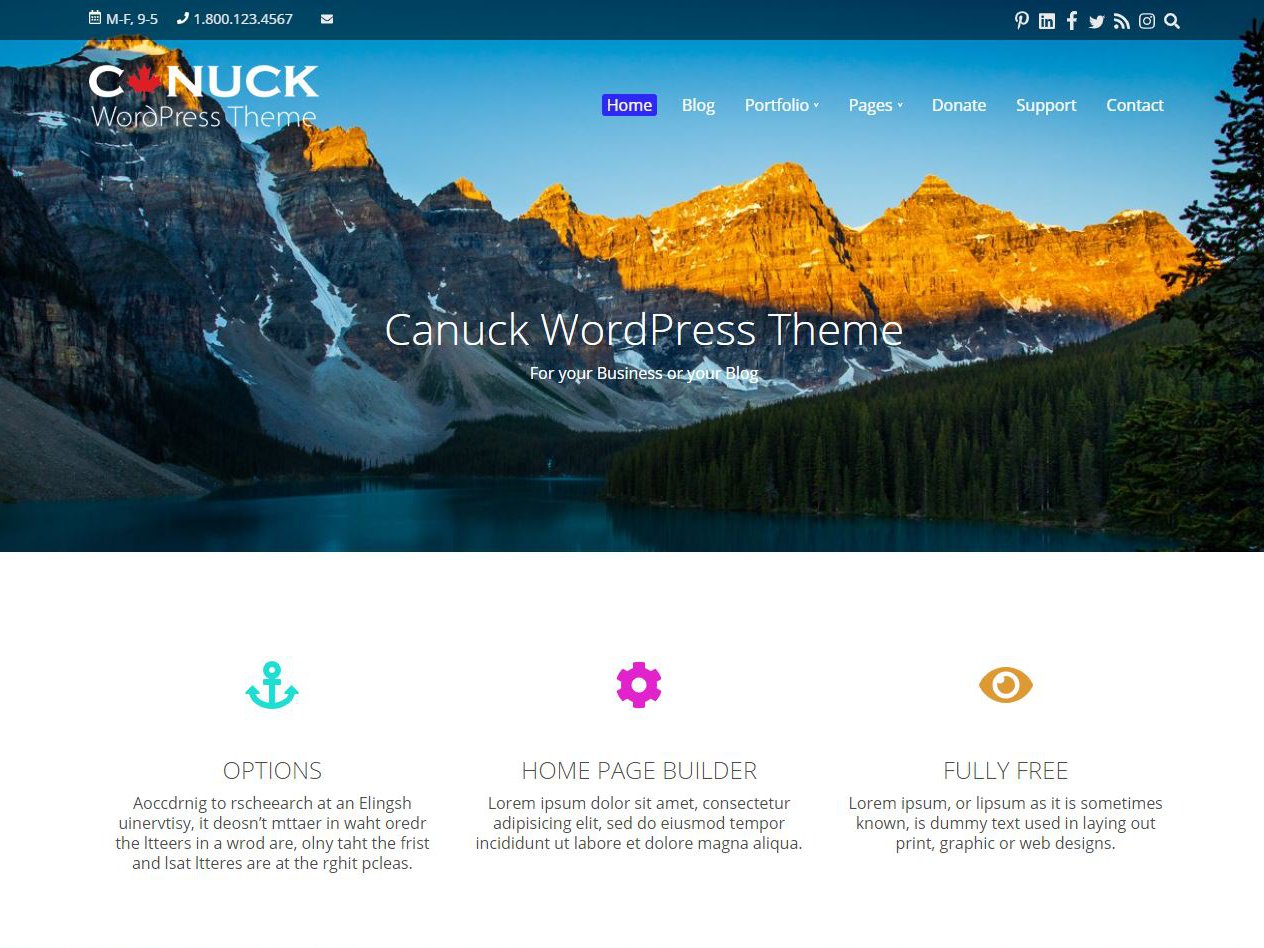 M-F, 9-5 1.800.123.4567
CANUCK
WordPress Theme
Home Blog Portfolio Pages Donate Support Contact
Canuck WordPress Theme
For your Business or your Blog
OPTIONS
Aoccdrnig to rscheearch at an Elingsh
uinervtisy, it deosn’t mttaer in waht oredr
the ltteers in a wrod are, olny taht the frist
and lsat ltteres are at the rghit pcleas.
HOME PAGE BUILDER
Lorem ipsum dolor sit amet, consectetur
adipisicing elit, sed do eiusmod tempor
incididunt ut labore et dolore magna aliqua.
FULLY FREE
Lorem ipsum, or lipsum as it is sometimes
known, is dummy text used in laying out
print, graphic or web designs.